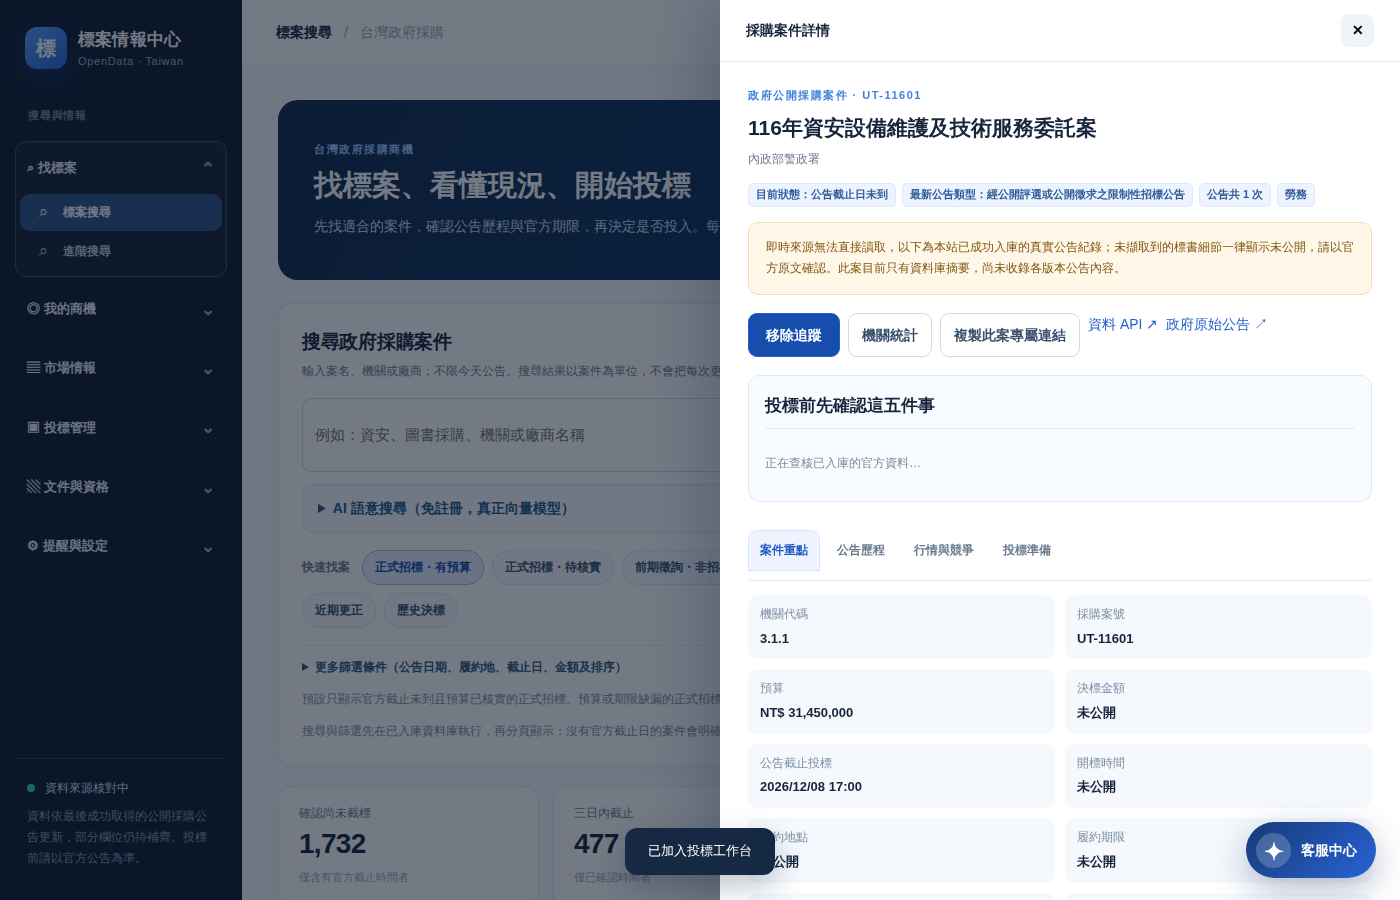 標
標案情報中心
OpenData · Taiwan
搜尋與情報
找標案
標案搜尋
進階搜尋
我的商機
市場情報
投標管理
文件與資格
提醒與設定
資料來源核對中
資料依最後成功取得的公開採購公
告更新，部分欄位仍待補齊。投標
前請以官方公告為準。
標案搜尋 / 台灣政府採購
台灣政府採購商機
找標案、看懂現況、開始投標
先找適合的案件，確認公告歷程與官方期限，再決定是否投入。每
搜尋政府採購案件
輸入案名、機關或廠商；不限今天公告。搜尋結果以案件為單位，不會把每次更
例如：資安、圖書採購、機關或廠商名稱
AI 語意搜尋（免註冊，真正向量模型）
快速找案 正式招標・有預算 正式招標・待核實 前期徵詢・非招
近期更正 歷史決標
更多篩選條件（公告日期、履約地、截止日、金額及排序）
預設只顯示官方截止未到且預算已核實的正式招標。預算或期限缺漏的正式招標
搜尋與篩選先在已入庫資料庫執行，再分頁顯示；沒有官方截止日的案件會明確
確認尚未截標
1,732
僅含有官方截止時間者
三日內截止
477
僅已確認時間者
已加入投標工作台
採購案件詳情
×
政府公開採購案件 · UT-11601
116年資安設備維護及技術服務委託案
內政部警政署
目前狀態：公告截止日未到 最新公告類型：經公開評選或公開徵求之限制性招標公告 公告共 1 次 勞務
即時來源無法直接讀取，以下為本站已成功入庫的真實公告紀錄；未擷取到的標書細節一律顯示未公開，請以官
方原文確認。此案目前只有資料庫摘要，尚未收錄各版本公告內容。
移除追蹤 機關統計 複製此案專屬連結 資料 API ↗ 政府原始公告 ↗
投標前先確認這五件事
正在查核已入庫的官方資料…
案件重點 公告歷程 行情與競爭 投標準備
機關代碼
3.1.1
採購案號
UT-11601
預算
NT$ 31,450,000
決標金額
未公開
公告截止投標
2026/12/08 17:00
開標時間
未公開
約地點
公開
履約期限
未公開
客服中心